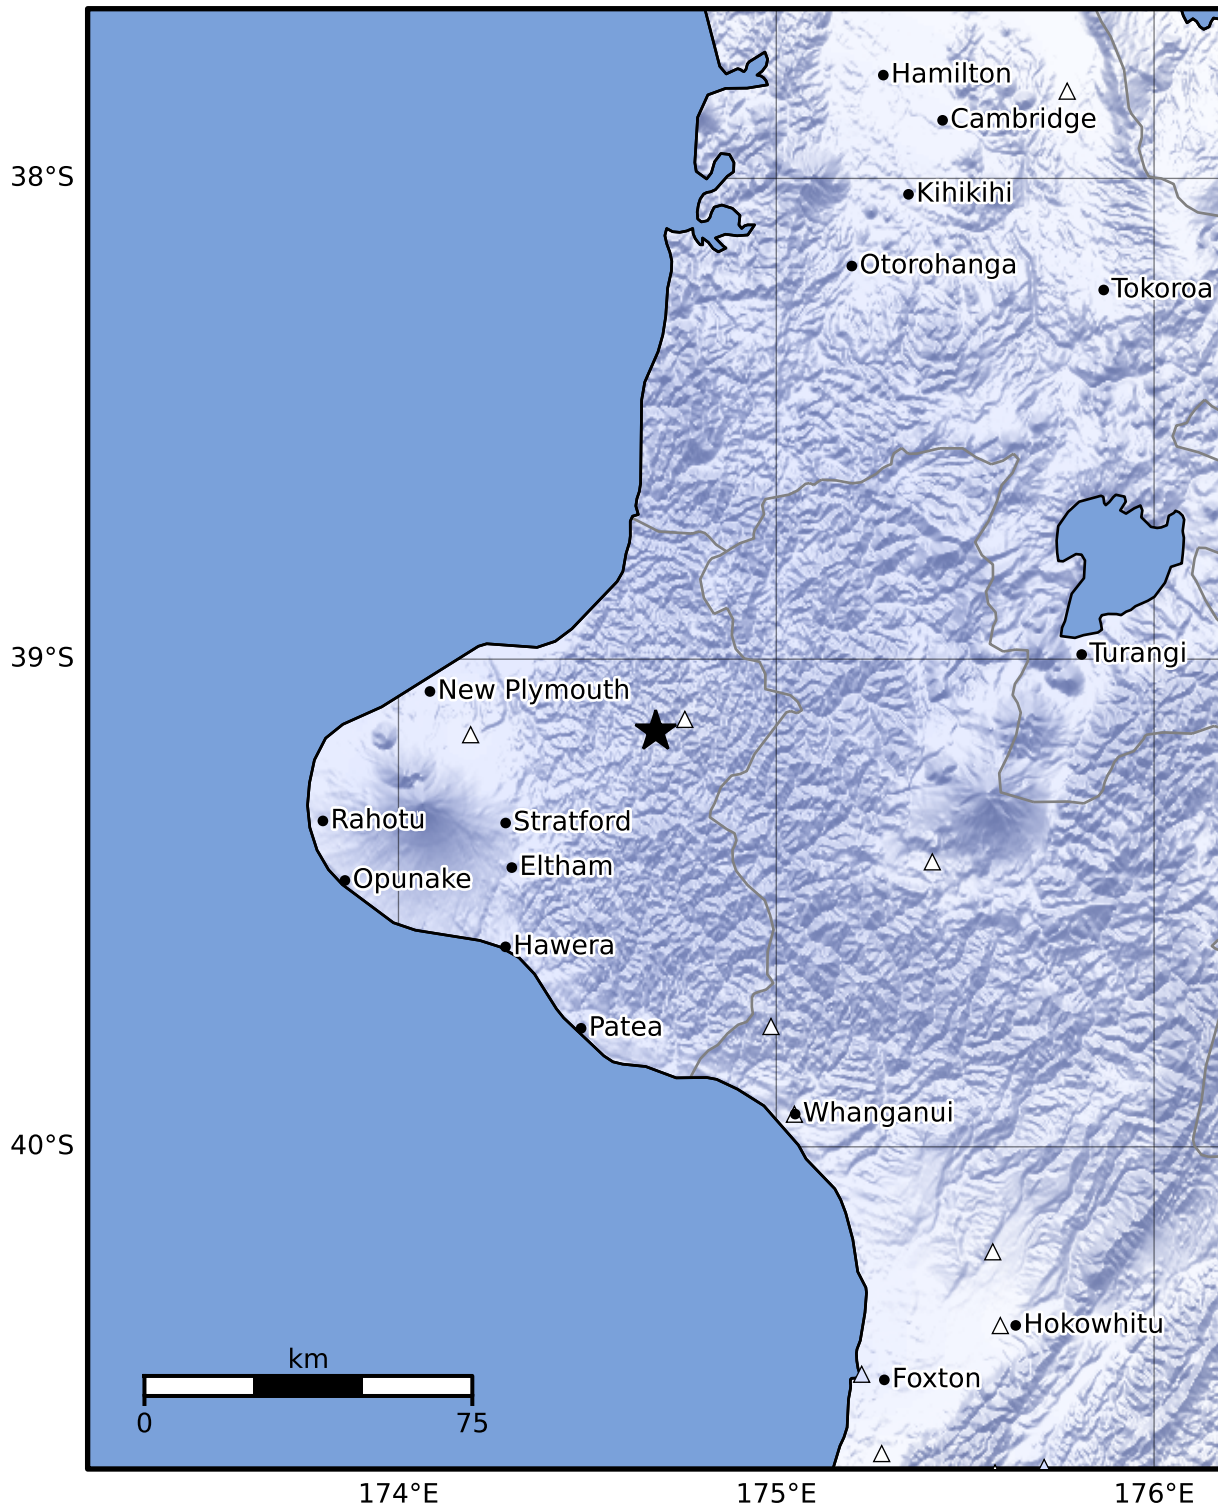 Hamilton
Cambridge
38°S
Kihikihi
Otorohanga
Tokoroa
39°S
Turangi
New Plymouth
Rahotu
Stratford
Eltham
Opunake
Hawera
Patea
Whanganui
40°S
Hokowhitu
km
Foxton
0 75
174°E 175°E 176°E